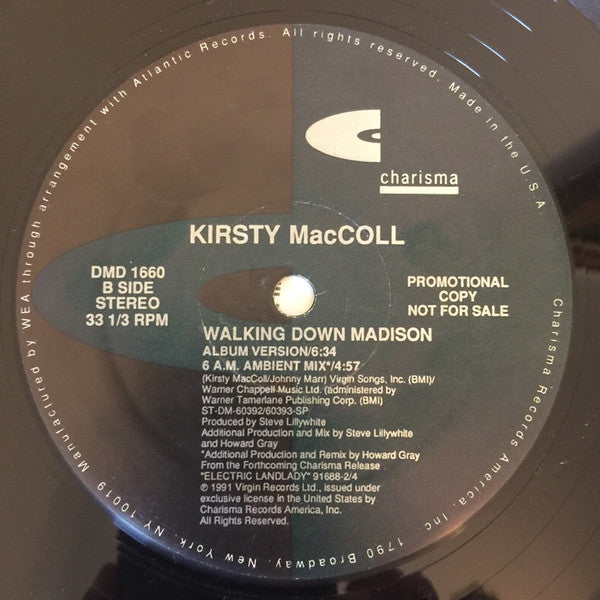 charisma
KIRSTY MacCOLL
DMD 1660
B SIDE
STEREO
33 1/3 RPM
PROMOTIONAL
COPY
NOT FOR SALE
WALKING DOWN MADISON
ALBUM VERSION/6:34
6 A.M. AMBIENT MIX*/4:57
(Kirsty MacColl/Johnny Marr) Virgin Songs, Inc. (BMI)/
Warner Chappell Music Ltd. (administered by
Warner Tamerlane Publishing Corp. (BMI)
ST-DM-60392/60393-SP
Produced by Steve Lillywhite
Additional Production and Mix by Steve Lillywhite
and Howard Gray
*Additional Production and Remix by Howard Gray
From the Forthcoming Charisma Release
"ELECTRIC LANDLADY" 91688-2/4
℗ 1991 Virgin Records Ltd., issued under
exclusive license in the United States by
Charisma Records America, Inc.
All Rights Reserved.
Manufactured by WEA through arrangement with Atlantic Records. All rights reserved. Made in the U.S.A.
Charisma Records America, Inc. 1790 Broadway, New York, NY 10019